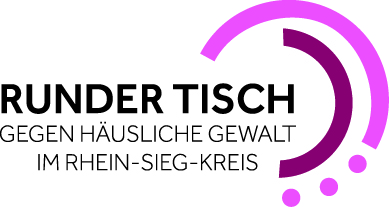 RUNDER TISCH
GEGEN HÄUSLICHE GEWALT
IM RHEIN-SIEG-KREIS